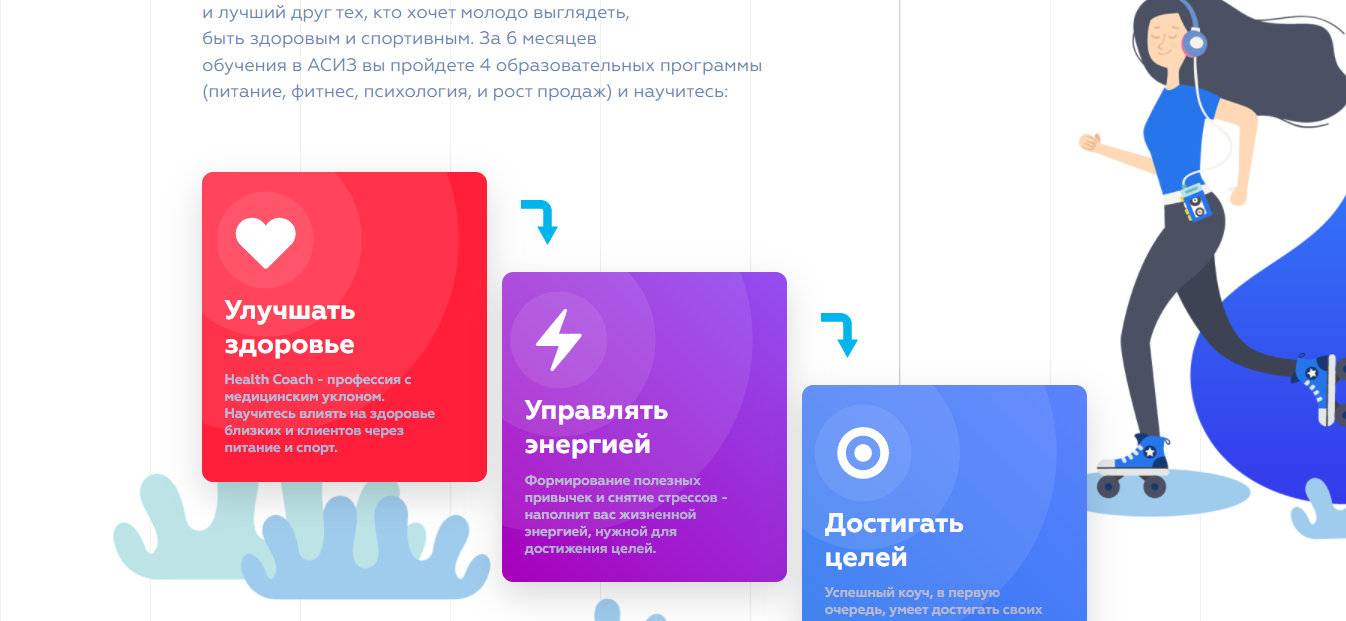 и лучший друг тех, кто хочет молодо выглядеть,
быть здоровым и спортивным. За 6 месяцев
обучения в АСИЗ вы пройдете 4 образовательных программы
(питание, фитнес, психология, и рост продаж) и научитесь:
Улучшать
здоровье
Health Coach - профессия с
медицинским уклоном.
Научитесь влиять на здоровье
близких и клиентов через
питание и спорт.
Управлять
энергией
Формирование полезных
привычек и снятие стрессов -
наполнит вас жизненной
энергией, нужной для
достижения целей.
Достигать
целей
Успешный коуч, в первую
очередь, умеет достигать своих